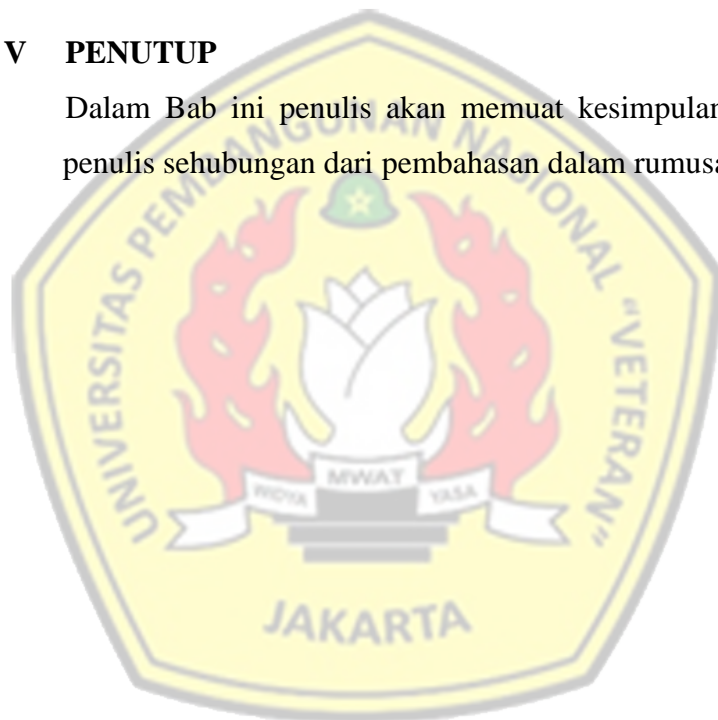 V PENUTUP
Dalam Bab ini penulis akan memuat kesimpulan
penulis sehubungan dari pembahasan dalam rumusa
UNIVERSITAS PEMBANGUNAN NASIONAL "VETERAN"
WIDYA MWAT YASA
JAKARTA